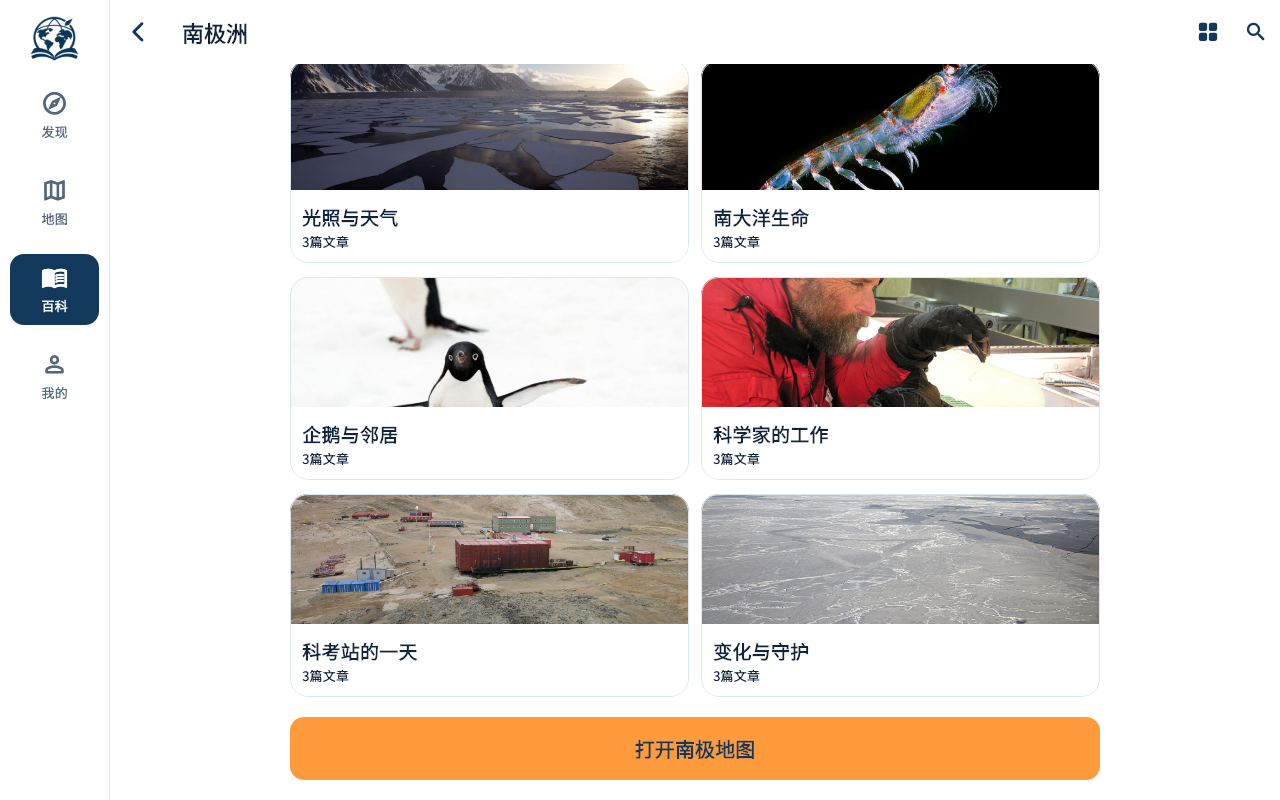 南极洲
发现
地图
百科
我的
光照与天气
3篇文章
南大洋生命
3篇文章
企鹅与邻居
3篇文章
科学家的工作
3篇文章
科考站的一天
3篇文章
变化与守护
3篇文章
打开南极地图